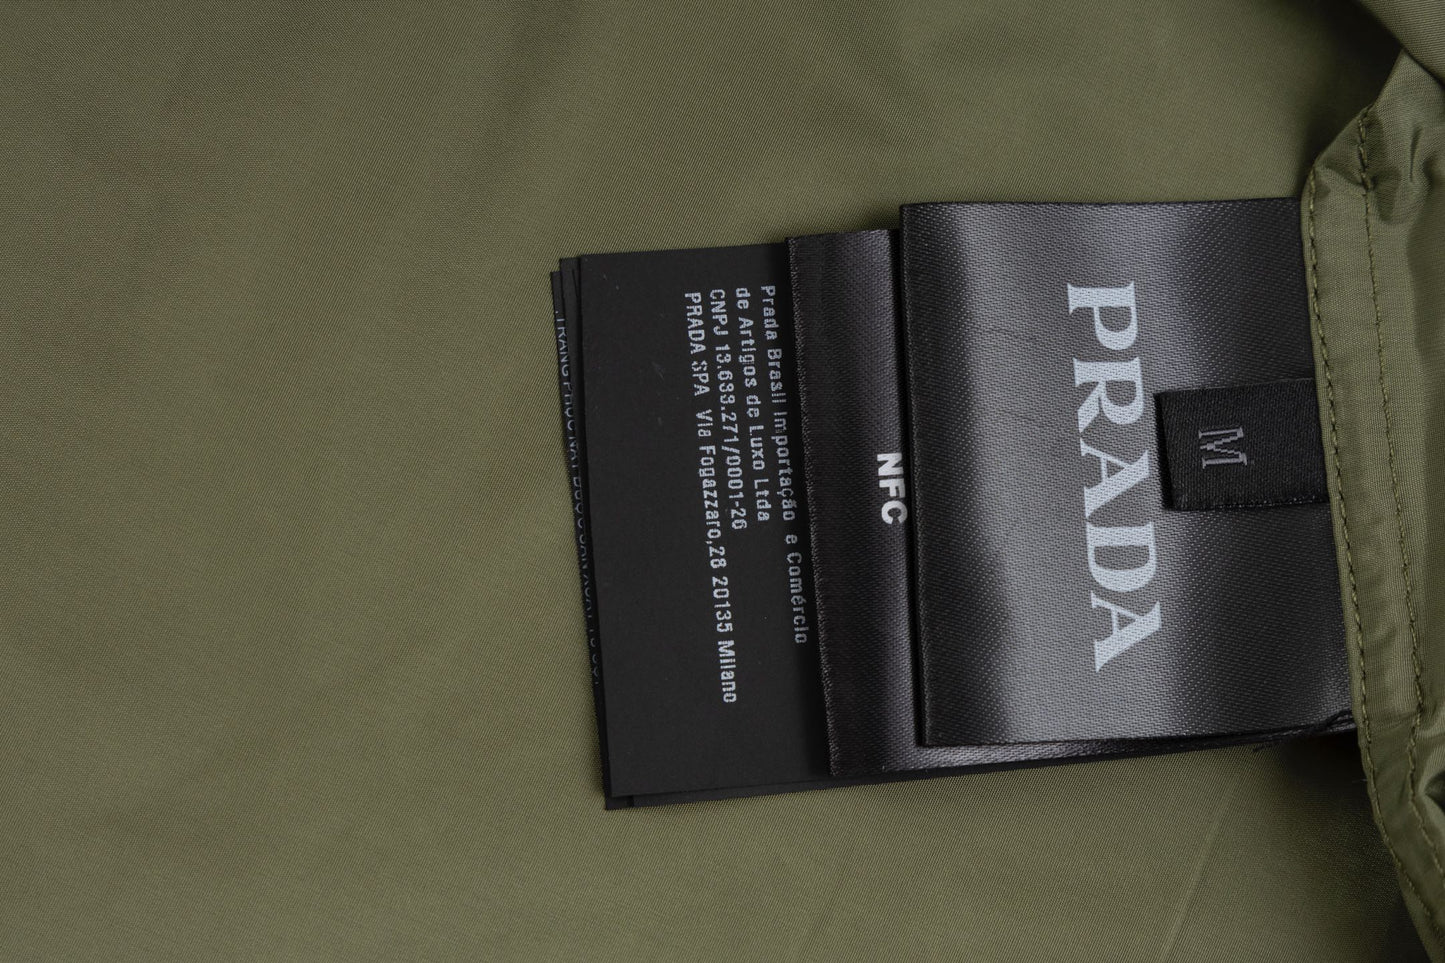 PRADA
M
NFC
Prada Brasil Importação e Comércio
de Artigos de Luxo Ltda
CNPJ 13.639.271/0001-26
PRADA SPA Via Fogazzaro,28 20135 Milano